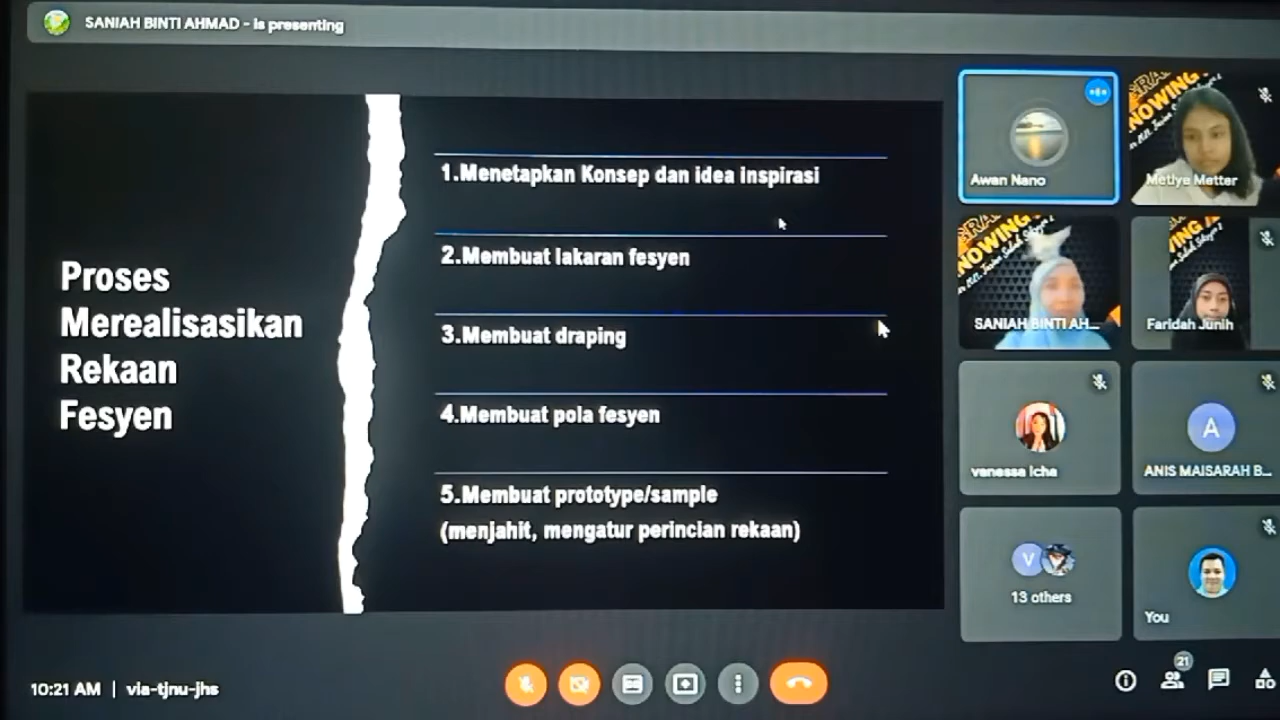 SANIAH BINTI AHMAD - is presenting
Proses
Merealisasikan
Rekaan
Fesyen
1.Menetapkan Konsep dan idea inspirasi
2.Membuat lakaran fesyen
3.Membuat draping
4.Membuat pola fesyen
5.Membuat prototype/sample
(menjahit, mengatur perincian rekaan)
Awan Nano
Metlye Metter
SANIAH BINTI AH...
Faridah Junih
vanessa Icha
A
ANIS MAISARAH B...
V
13 others
You
10:21 AM | via-tjnu-jhs
21